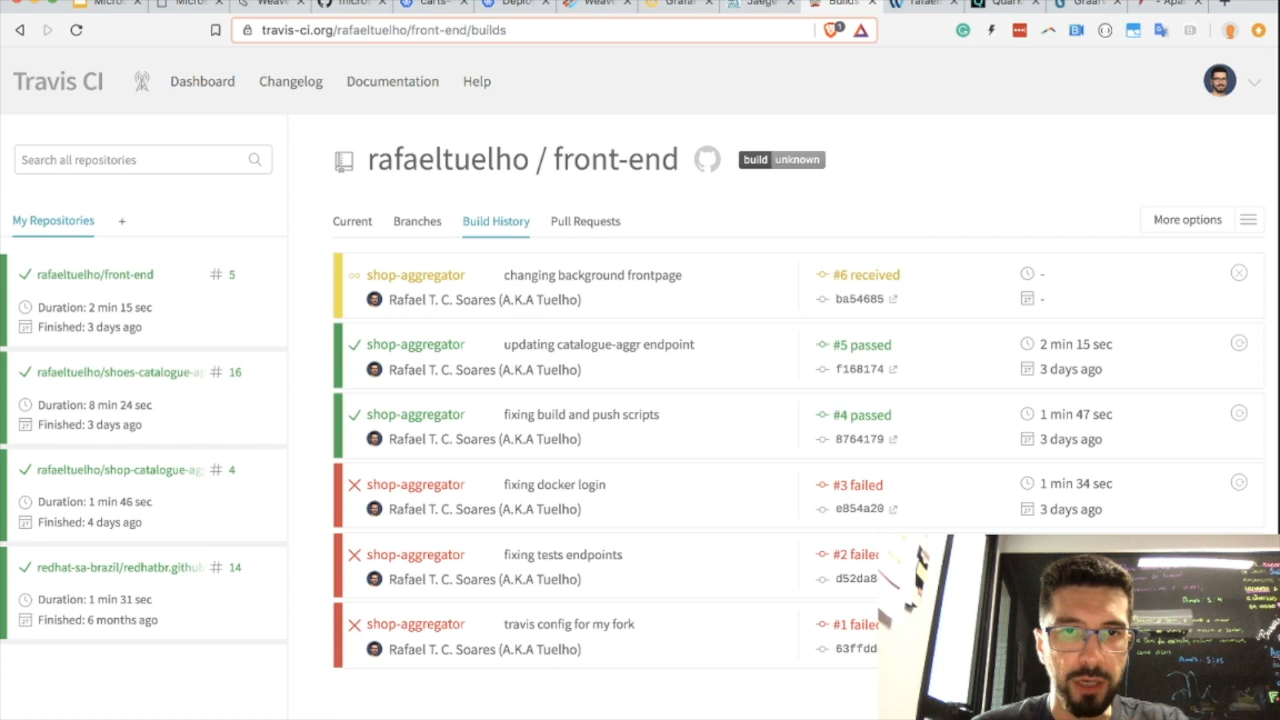 travis-ci.org/rafaeltuelho/front-end/builds
1
Travis CI
Dashboard
Changelog
Documentation
Help
Search all repositories
My Repositories +
rafaeltuelho/front-end # 5
Duration: 2 min 15 sec
Finished: 3 days ago
rafaeltuelho/shoes-catalogue-ag # 16
Duration: 8 min 24 sec
Finished: 3 days ago
rafaeltuelho/shop-catalogue-ag # 4
Duration: 1 min 46 sec
Finished: 4 days ago
redhat-sa-brazil/redhatbr.github # 14
Duration: 1 min 31 sec
Finished: 6 months ago
rafaeltuelho / front-end
build unknown
Current Branches Build History Pull Requests
More options
shop-aggregator changing background frontpage #6 received -
Rafael T. C. Soares (A.K.A Tuelho) ba54685 -
shop-aggregator updating catalogue-aggr endpoint #5 passed 2 min 15 sec
Rafael T. C. Soares (A.K.A Tuelho) f168174 3 days ago
shop-aggregator fixing build and push scripts #4 passed 1 min 47 sec
Rafael T. C. Soares (A.K.A Tuelho) 8764179 3 days ago
shop-aggregator fixing docker login #3 failed 1 min 34 sec
Rafael T. C. Soares (A.K.A Tuelho) e854a20 3 days ago
shop-aggregator fixing tests endpoints #2 failed
Rafael T. C. Soares (A.K.A Tuelho) d52da8
shop-aggregator travis config for my fork #1 failed
Rafael T. C. Soares (A.K.A Tuelho) 63ffdd